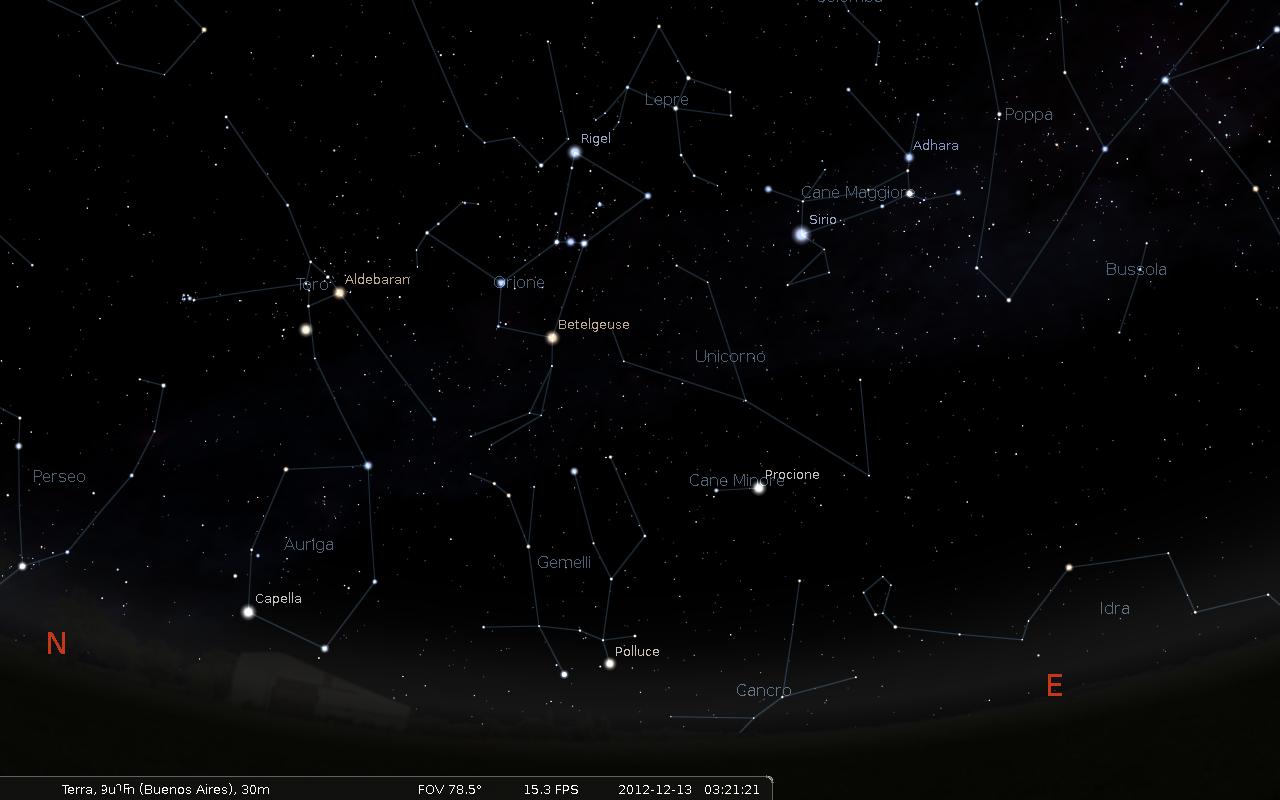 Colomba
Lepre
Poppa
Rigel
Adhara
Cane Maggiore
Sirio
Bussola
Toro
Aldebaran
Orione
Betelgeuse
Unicorno
Perseo
Cane Minore
Procione
Auriga
Gemelli
Capella
Idra
N
Polluce
E
Cancro
Terra, (Buenos Aires), 30m FOV 78.5° 15.3 FPS 2012-12-13 03:21:21